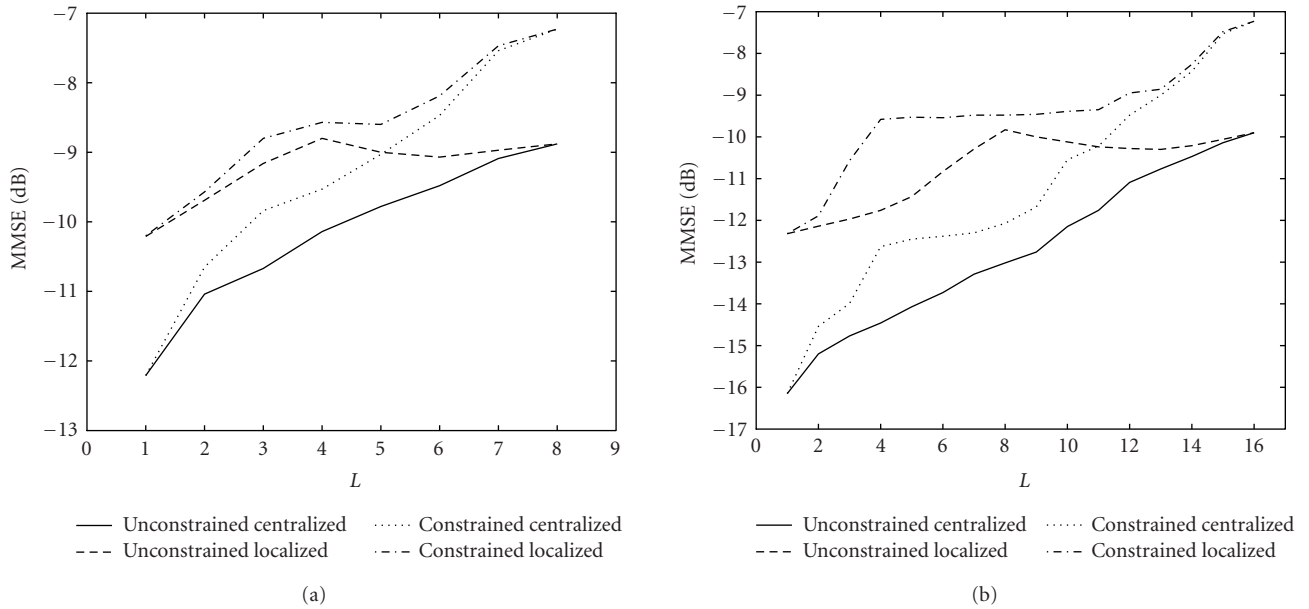 −7
−8
−9
−10
−11
−12
−13
MMSE (dB)
0 1 2 3 4 5 6 7 8 9
L
Unconstrained centralized
Unconstrained localized
Constrained centralized
Constrained localized
(a)
−7
−8
−9
−10
−11
−12
−13
−14
−15
−16
−17
MMSE (dB)
0 2 4 6 8 10 12 14 16
L
Unconstrained centralized
Unconstrained localized
Constrained centralized
Constrained localized
(b)